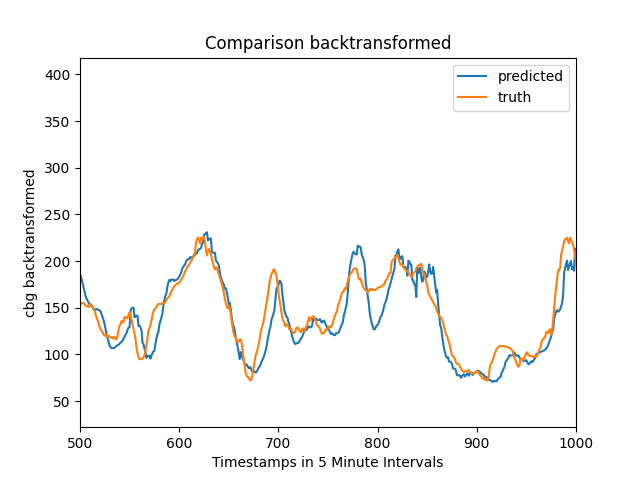 Comparison backtransformed
predicted
truth
400
350
300
250
200
150
100
50
cbg backtransformed
500
600
700
800
900
1000
Timestamps in 5 Minute Intervals